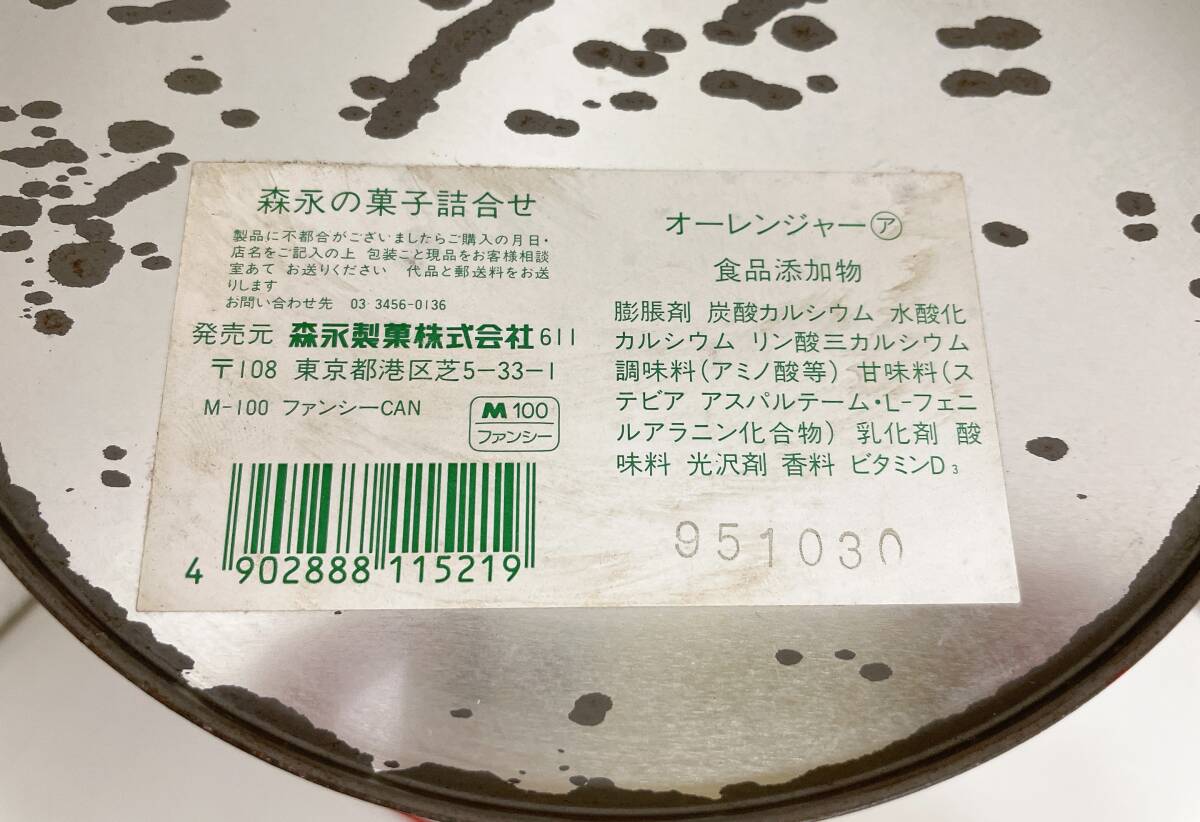 森永の菓子詰合せ
製品に不都合がございましたらご購入の月日・
店名をご記入の上 包装ごと現品をお客様相談
室あて お送りください 代品と郵送料をお送
りします
お問い合わせ先 03 3456-0136
発売元 森永製菓株式会社 611
〒108 東京都港区芝5-33-1
M-100 ファンシーCAN
M 100
ファンシー
4 902888 115219
オーレンジャー ㋐
食品添加物
膨脹剤 炭酸カルシウム 水酸化
カルシウム リン酸三カルシウム
調味料(アミノ酸等) 甘味料(ス
テビア アスパルテーム・L-フェニ
ルアラニン化合物) 乳化剤 酸
味料 光沢剤 香料 ビタミンD₃
951030